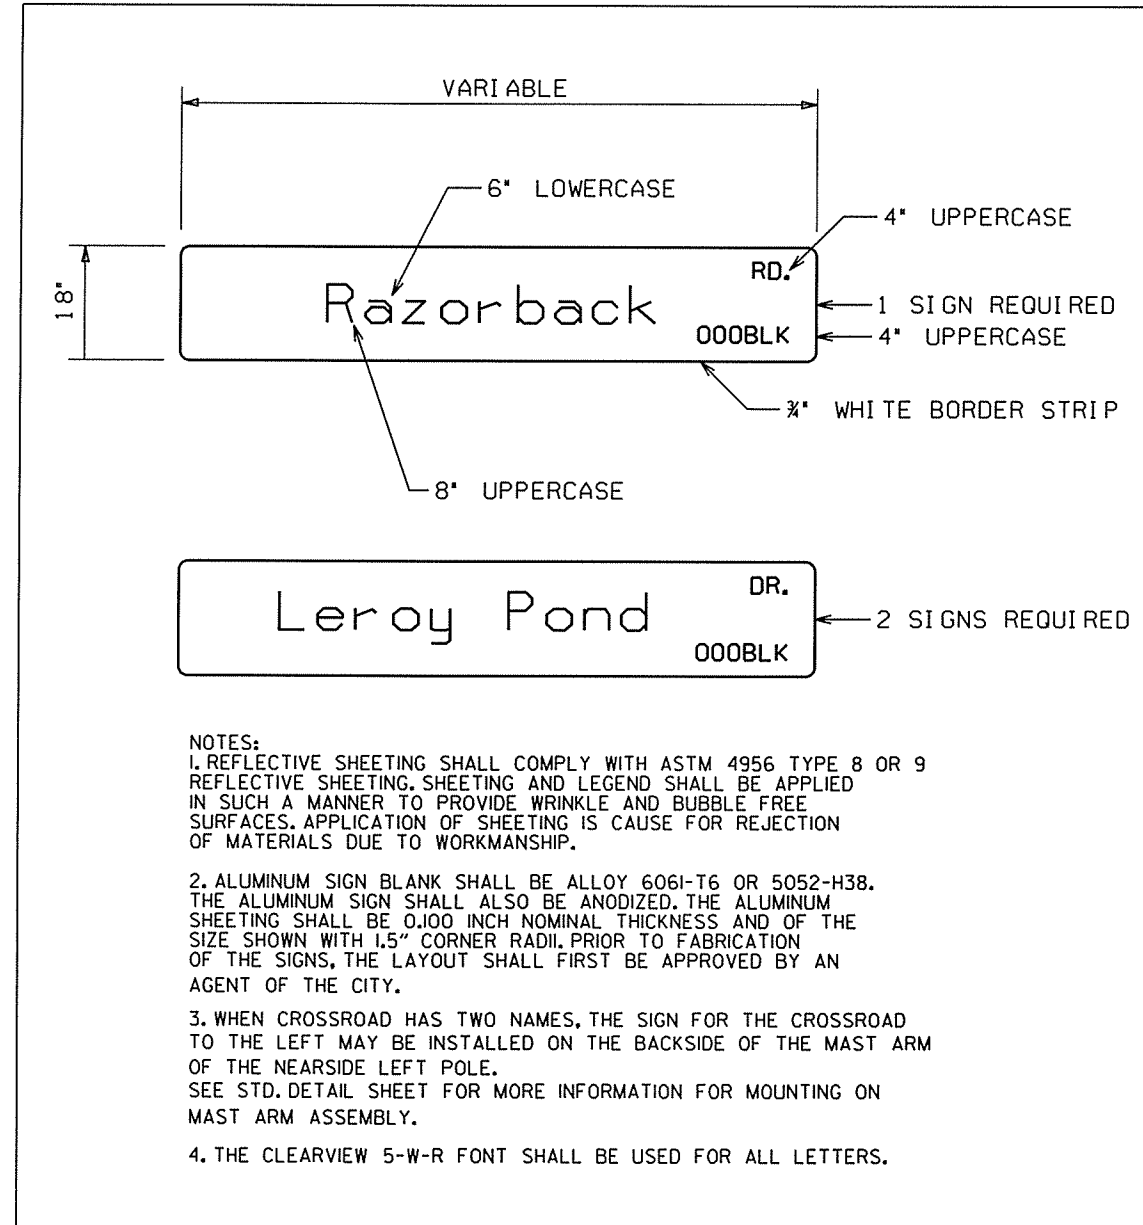 VARIABLE
6" LOWERCASE
4" UPPERCASE
18"
RD.
Razorback
1 SIGN REQUIRED
000BLK
4" UPPERCASE
¾" WHITE BORDER STRIP
8" UPPERCASE
DR.
Leroy Pond
2 SIGNS REQUIRED
000BLK
NOTES:
1. REFLECTIVE SHEETING SHALL COMPLY WITH ASTM 4956 TYPE 8 OR 9
REFLECTIVE SHEETING. SHEETING AND LEGEND SHALL BE APPLIED
IN SUCH A MANNER TO PROVIDE WRINKLE AND BUBBLE FREE
SURFACES. APPLICATION OF SHEETING IS CAUSE FOR REJECTION
OF MATERIALS DUE TO WORKMANSHIP.
2. ALUMINUM SIGN BLANK SHALL BE ALLOY 6061-T6 OR 5052-H38.
THE ALUMINUM SIGN SHALL ALSO BE ANODIZED. THE ALUMINUM
SHEETING SHALL BE 0.100 INCH NOMINAL THICKNESS AND OF THE
SIZE SHOWN WITH 1.5" CORNER RADII. PRIOR TO FABRICATION
OF THE SIGNS, THE LAYOUT SHALL FIRST BE APPROVED BY AN
AGENT OF THE CITY.
3. WHEN CROSSROAD HAS TWO NAMES, THE SIGN FOR THE CROSSROAD
TO THE LEFT MAY BE INSTALLED ON THE BACKSIDE OF THE MAST ARM
OF THE NEARSIDE LEFT POLE.
SEE STD. DETAIL SHEET FOR MORE INFORMATION FOR MOUNTING ON
MAST ARM ASSEMBLY.
4. THE CLEARVIEW 5-W-R FONT SHALL BE USED FOR ALL LETTERS.